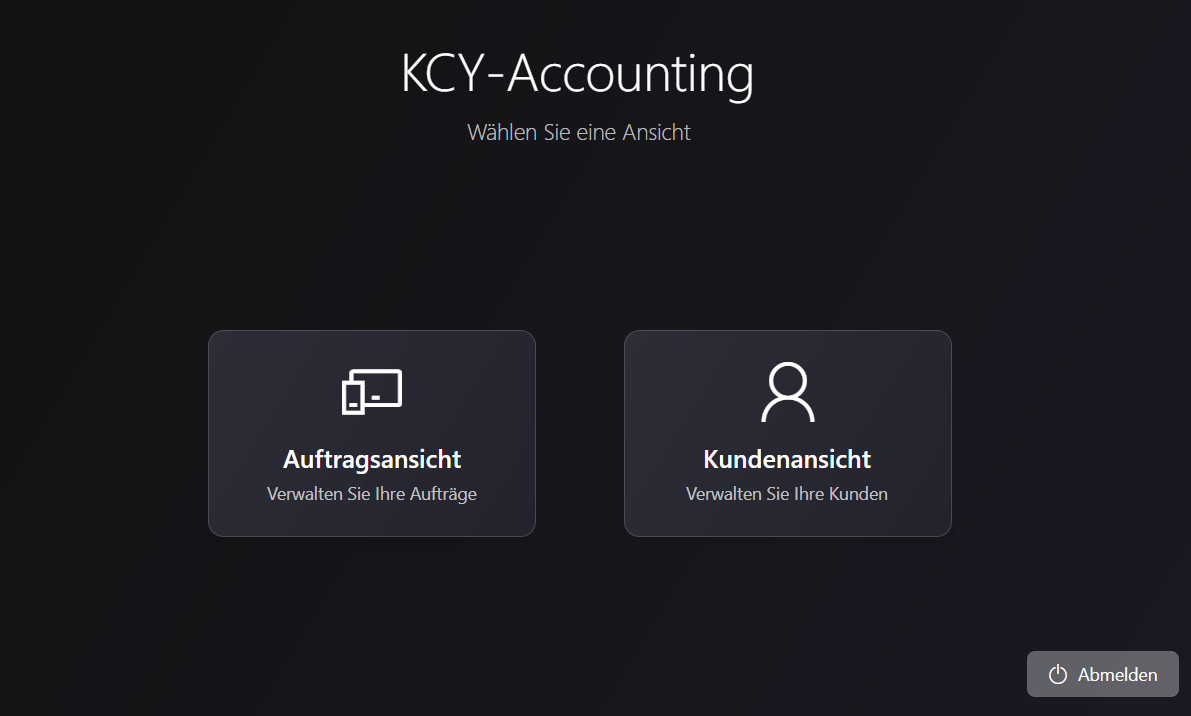 KCY-Accounting
Wählen Sie eine Ansicht
Auftragsansicht
Verwalten Sie Ihre Aufträge
Kundenansicht
Verwalten Sie Ihre Kunden
Abmelden